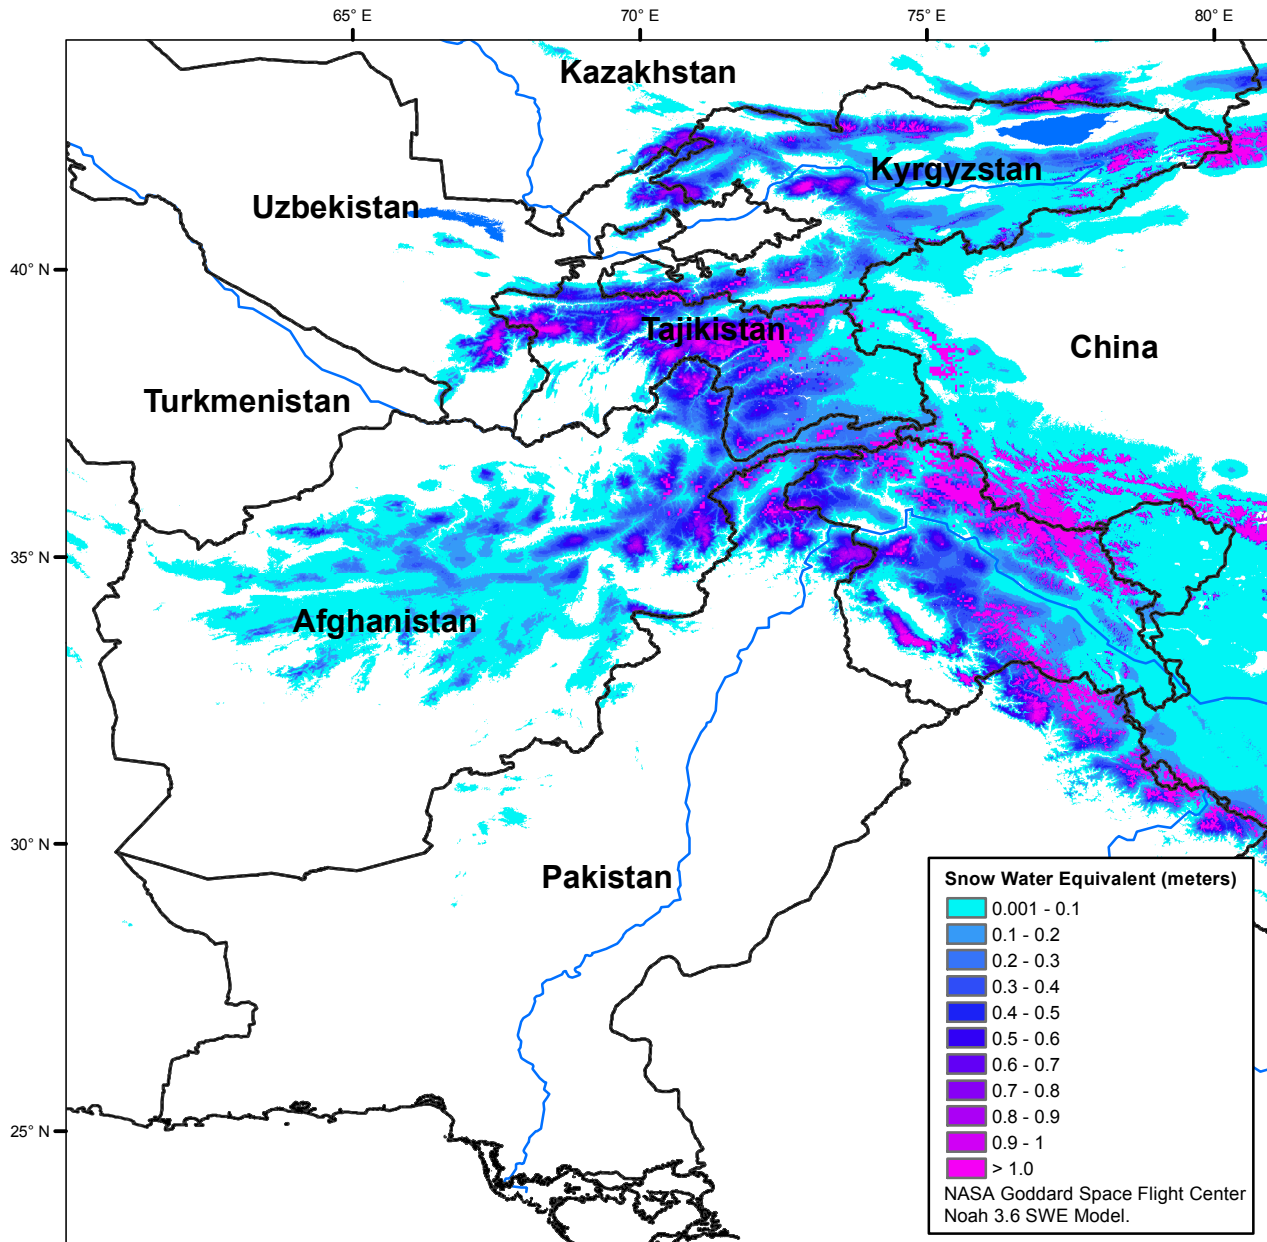 65° E
70° E
75° E
80° E
Kazakhstan
Kyrgyzstan
Uzbekistan
40° N
Tajikistan
China
Turkmenistan
35° N
Afghanistan
30° N
Pakistan
Snow Water Equivalent (meters)
0.001 - 0.1
0.1 - 0.2
0.2 - 0.3
0.3 - 0.4
0.4 - 0.5
0.5 - 0.6
0.6 - 0.7
0.7 - 0.8
0.8 - 0.9
0.9 - 1
> 1.0
NASA Goddard Space Flight Center
Noah 3.6 SWE Model.
25° N